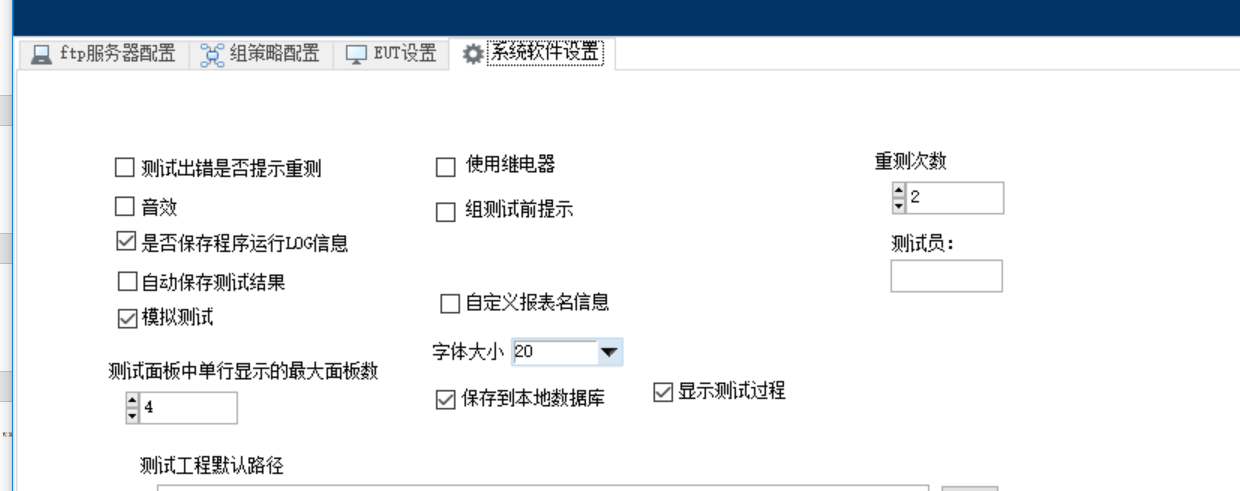 ftp服务器配置 组策略配置 EUT设置 系统软件设置
测试出错是否提示重测 使用继电器 重测次数
2
音效 组测试前提示
是否保存程序运行LOG信息 测试员:
自动保存测试结果
自定义报表名信息
模拟测试
字体大小 20
测试面板中单行显示的最大面板数
保存到本地数据库 显示测试过程
4
测试工程默认路径